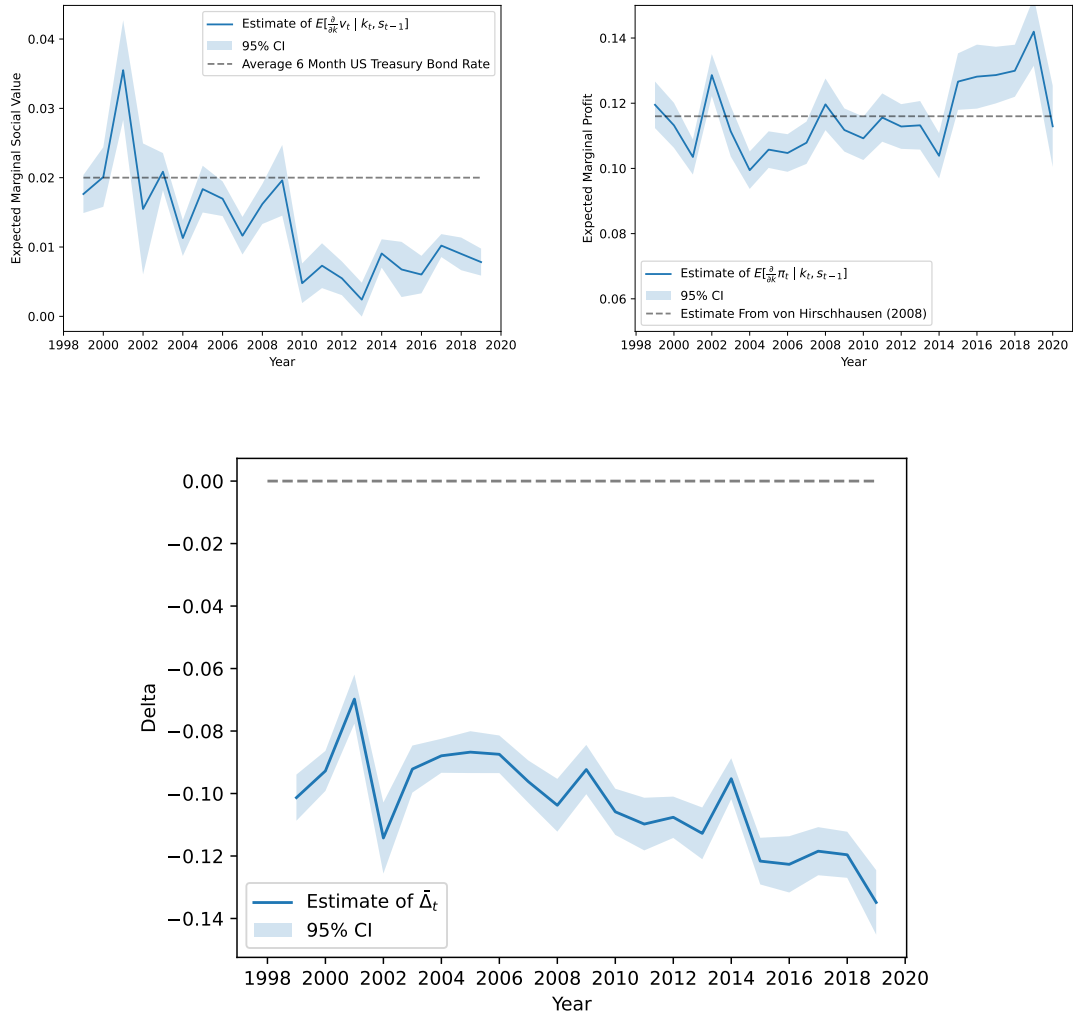 Estimate of E[∂/∂k v_t | k_t, s_{t−1}]
95% CI
Average 6 Month US Treasury Bond Rate
Expected Marginal Social Value
0.04
0.03
0.02
0.01
0.00
1998 2000 2002 2004 2006 2008 2010 2012 2014 2016 2018 2020
Year
0.14
0.12
0.10
0.08
0.06
Expected Marginal Profit
Estimate of E[∂/∂k π_t | k_t, s_{t−1}]
95% CI
Estimate From von Hirschhausen (2008)
1998 2000 2002 2004 2006 2008 2010 2012 2014 2016 2018 2020
Year
0.00
−0.02
−0.04
−0.06
−0.08
−0.10
−0.12
−0.14
Delta
Estimate of Δ̄_t
95% CI
1998 2000 2002 2004 2006 2008 2010 2012 2014 2016 2018 2020
Year